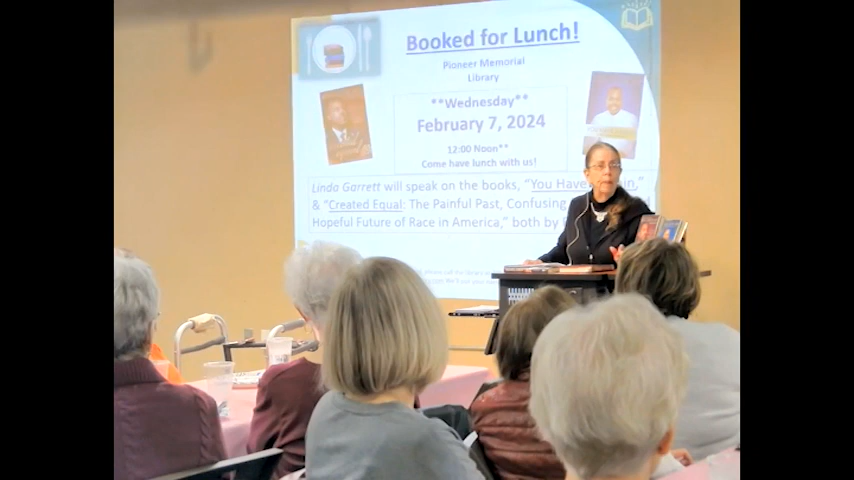 Booked for Lunch!
Pioneer Memorial
Library
**Wednesday**
February 7, 2024
12:00 Noon**
Come have lunch with us!
Linda Garrett will speak on the books, "You Have
& "Created Equal: The Painful Past, Confusing
Hopeful Future of Race in America," both by